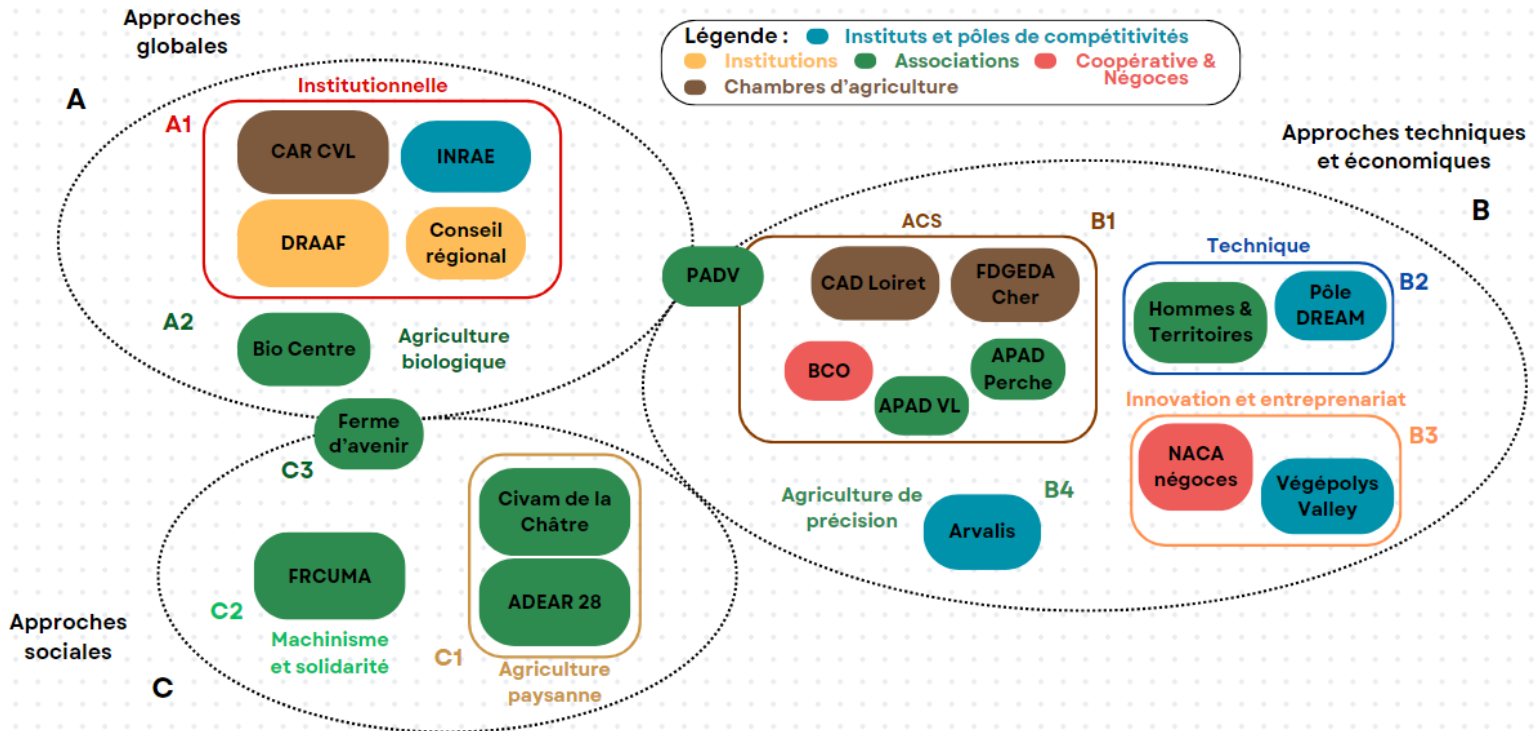 Approches
globales
Légende :
Instituts et pôles de compétitivités
Institutions
Associations
Coopérative &
Négoces
Chambres d'agriculture
A
Institutionnelle
A1
CAR CVL
INRAE
DRAAF
Conseil
régional
A2
Bio Centre
Agriculture
biologique
PADV
Approches techniques
et économiques
B
ACS
B1
CAD Loiret
FDGEDA
Cher
BCO
APAD VL
APAD
Perche
Technique
B2
Hommes &
Territoires
Pôle
DREAM
Innovation et entreprenariat
B3
NACA
négoces
Végépolys
Valley
Agriculture de
précision
B4
Arvalis
Ferme
d'avenir
C3
Civam de la
Châtre
ADEAR 28
C1
Agriculture
paysanne
FRCUMA
C2
Machinisme
et solidarité
Approches
sociales
C